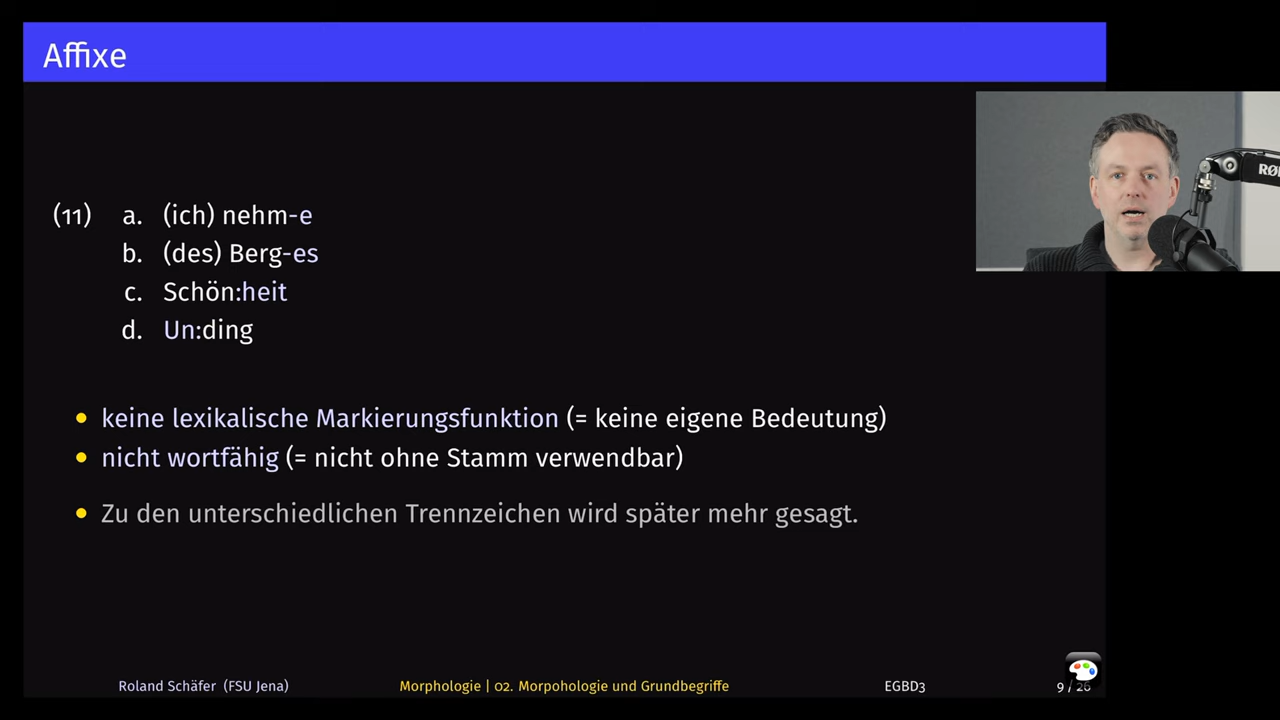 Affixe
(11) a. (ich) nehm-e
b. (des) Berg-es
c. Schön:heit
d. Un:ding
• keine lexikalische Markierungsfunktion (= keine eigene Bedeutung)
• nicht wortfähig (= nicht ohne Stamm verwendbar)
• Zu den unterschiedlichen Trennzeichen wird später mehr gesagt.
Roland Schäfer (FSU Jena) Morphologie | 02. Morpohologie und Grundbegriffe EGBD3 9 / 26